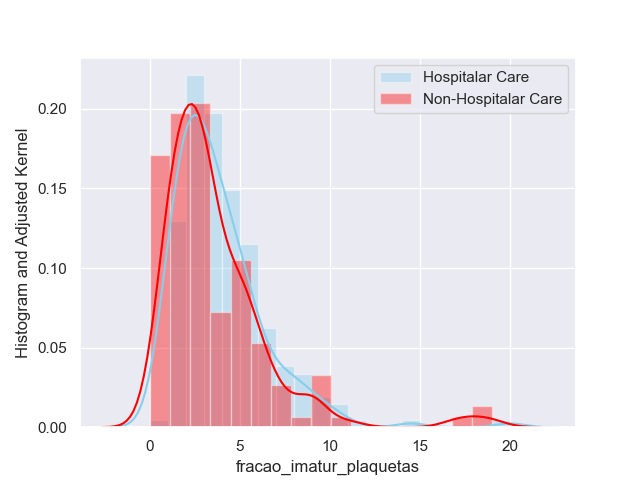 Hospitalar Care
Non-Hospitalar Care
Histogram and Adjusted Kernel
0.20
0.15
0.10
0.05
0.00
0
5
10
15
20
fracao_imatur_plaquetas